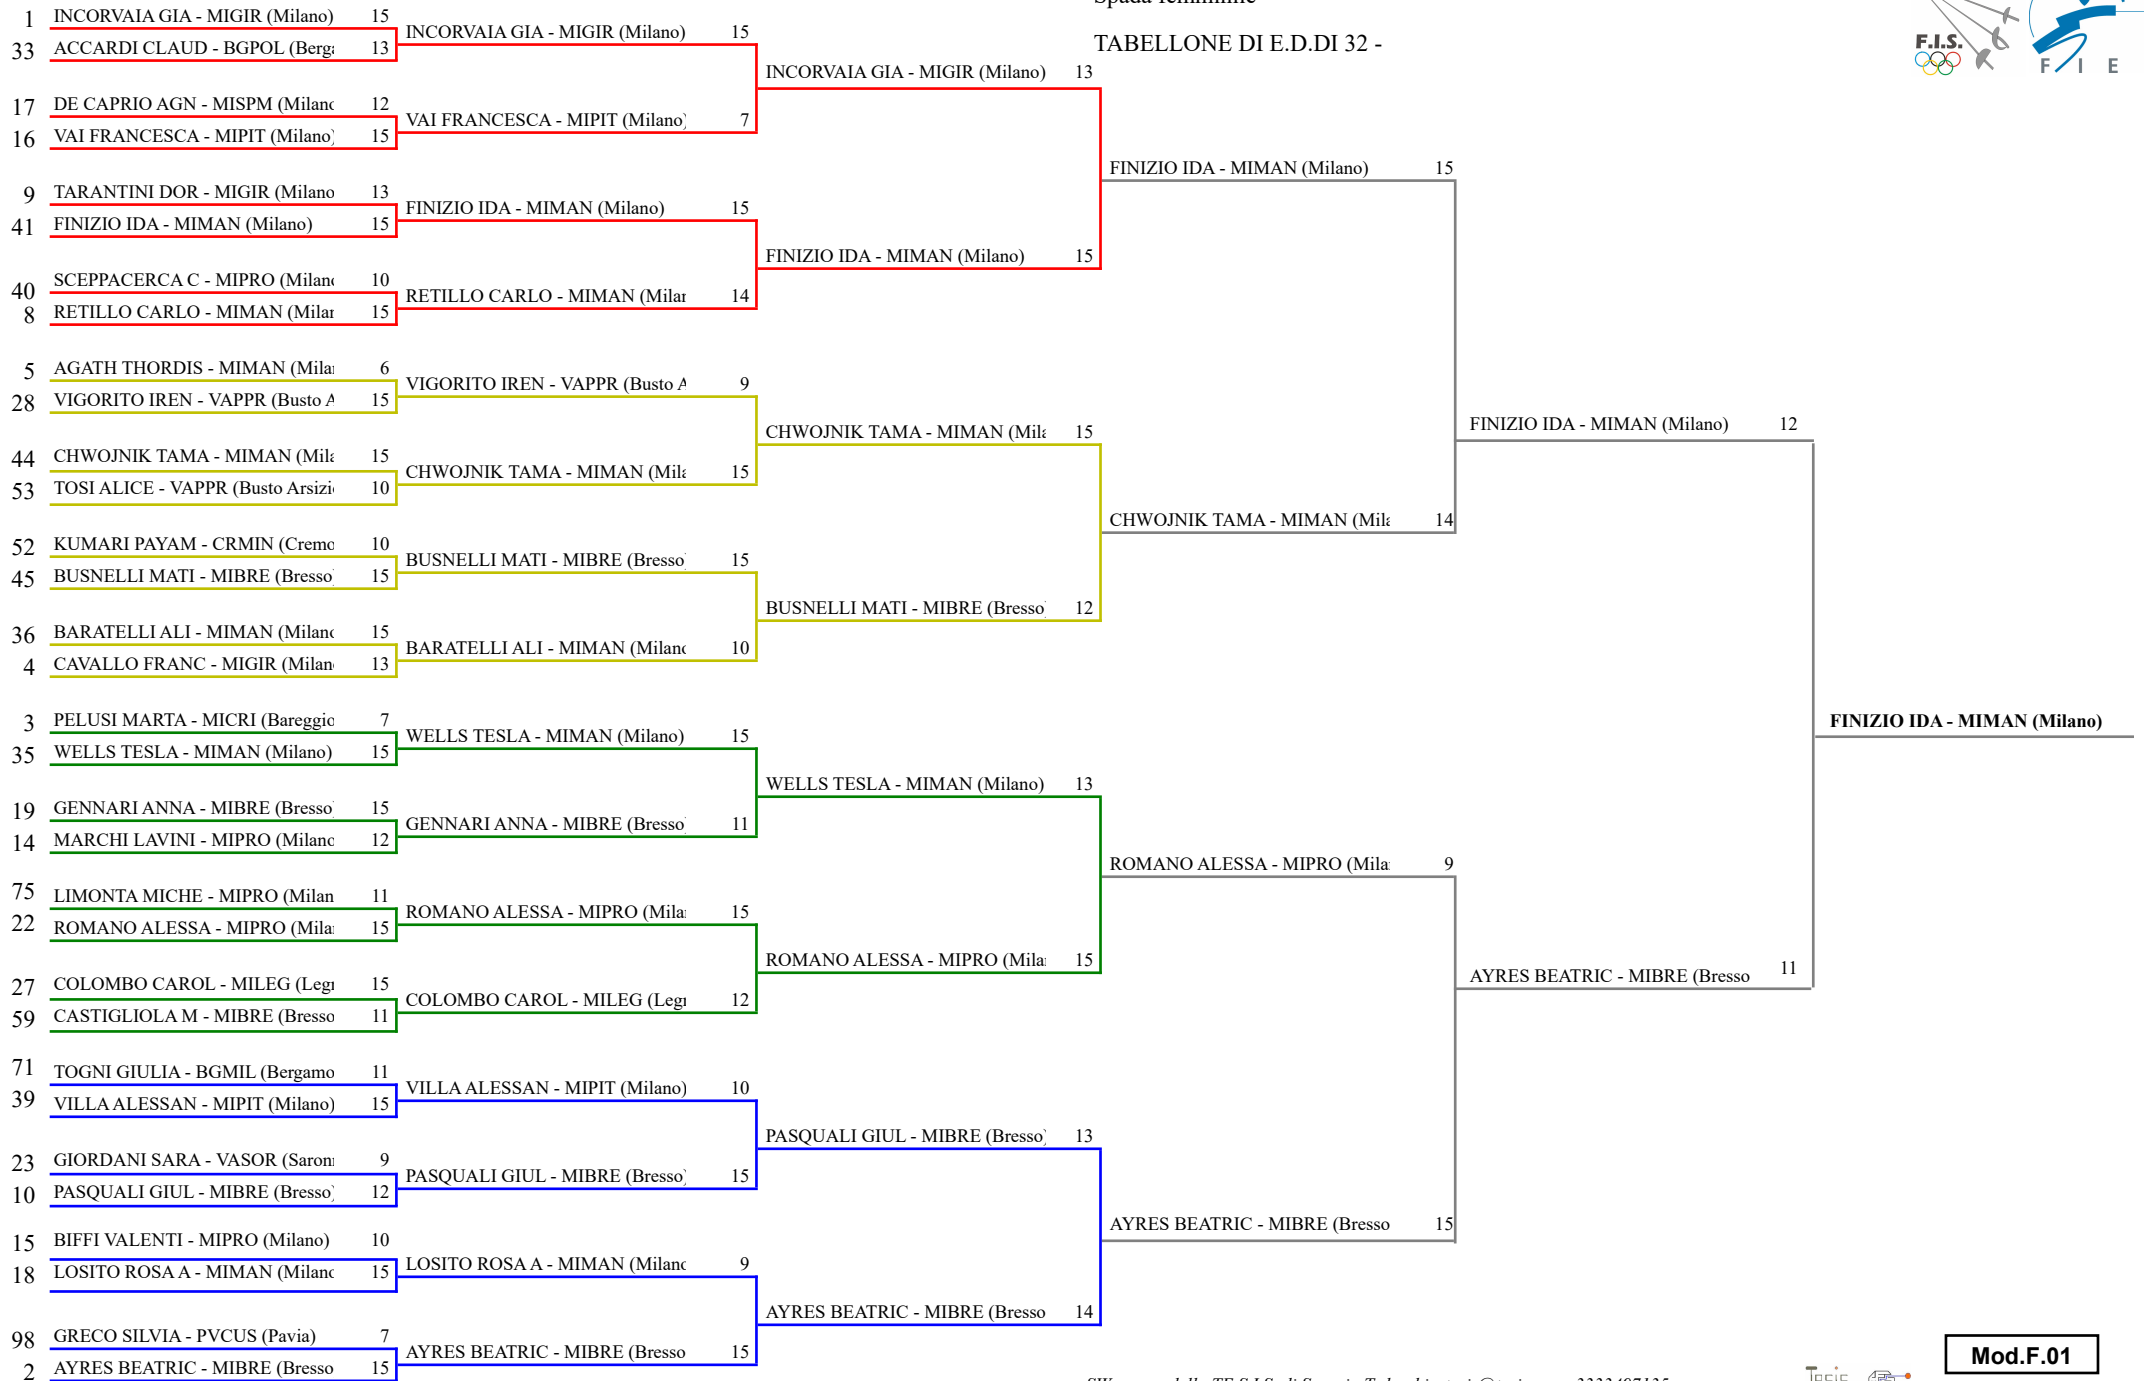 Spada femminile
TABELLONE DI E.D.DI 32 -
F.I.S.
F I E
1 INCORVAIA GIA - MIGIR (Milano) 15
33 ACCARDI CLAUD - BGPOL (Berg 13
17 DE CAPRIO AGN - MISPM (Milano 12
16 VAI FRANCESCA - MIPIT (Milano) 15
9 TARANTINI DOR - MIGIR (Milano 13
41 FINIZIO IDA - MIMAN (Milano) 15
40 SCEPPACERCA C - MIPRO (Milano 10
8 RETILLO CARLO - MIMAN (Milan 15
5 AGATH THORDIS - MIMAN (Mila 6
28 VIGORITO IREN - VAPPR (Busto A 15
44 CHWOJNIK TAMA - MIMAN (Mila 15
53 TOSI ALICE - VAPPR (Busto Arsizi 10
52 KUMARI PAYAM - CRMIN (Cremo 10
45 BUSNELLI MATI - MIBRE (Bresso) 15
36 BARATELLI ALI - MIMAN (Milano 15
4 CAVALLO FRANC - MIGIR (Milan 13
3 PELUSI MARTA - MICRI (Bareggio 7
35 WELLS TESLA - MIMAN (Milano) 15
19 GENNARI ANNA - MIBRE (Bresso) 15
14 MARCHI LAVINI - MIPRO (Milano 12
75 LIMONTA MICHE - MIPRO (Milan 11
22 ROMANO ALESSA - MIPRO (Mila 15
27 COLOMBO CAROL - MILEG (Leg 15
59 CASTIGLIOLA M - MIBRE (Bresso 11
71 TOGNI GIULIA - BGMIL (Bergamo 11
39 VILLA ALESSAN - MIPIT (Milano) 15
23 GIORDANI SARA - VASOR (Saron 9
10 PASQUALI GIUL - MIBRE (Bresso) 12
15 BIFFI VALENTI - MIPRO (Milano) 10
18 LOSITO ROSA A - MIMAN (Milano 15
98 GRECO SILVIA - PVCUS (Pavia) 7
2 AYRES BEATRIC - MIBRE (Bresso 15
INCORVAIA GIA - MIGIR (Milano) 15
VAI FRANCESCA - MIPIT (Milano) 7
FINIZIO IDA - MIMAN (Milano) 15
RETILLO CARLO - MIMAN (Milan 14
VIGORITO IREN - VAPPR (Busto A 9
CHWOJNIK TAMA - MIMAN (Mila 15
BUSNELLI MATI - MIBRE (Bresso) 15
BARATELLI ALI - MIMAN (Milano 10
WELLS TESLA - MIMAN (Milano) 15
GENNARI ANNA - MIBRE (Bresso) 11
ROMANO ALESSA - MIPRO (Mila 15
COLOMBO CAROL - MILEG (Leg 12
VILLA ALESSAN - MIPIT (Milano) 10
PASQUALI GIUL - MIBRE (Bresso) 15
LOSITO ROSA A - MIMAN (Milano 9
AYRES BEATRIC - MIBRE (Bresso 15
INCORVAIA GIA - MIGIR (Milano) 13
FINIZIO IDA - MIMAN (Milano) 15
CHWOJNIK TAMA - MIMAN (Mila 15
BUSNELLI MATI - MIBRE (Bresso) 12
WELLS TESLA - MIMAN (Milano) 13
ROMANO ALESSA - MIPRO (Mila 15
PASQUALI GIUL - MIBRE (Bresso) 13
AYRES BEATRIC - MIBRE (Bresso 14
FINIZIO IDA - MIMAN (Milano) 15
CHWOJNIK TAMA - MIMAN (Mila 14
ROMANO ALESSA - MIPRO (Mila 9
AYRES BEATRIC - MIBRE (Bresso 15
FINIZIO IDA - MIMAN (Milano) 12
AYRES BEATRIC - MIBRE (Bresso 11
FINIZIO IDA - MIMAN (Milano)
Mod.F.01